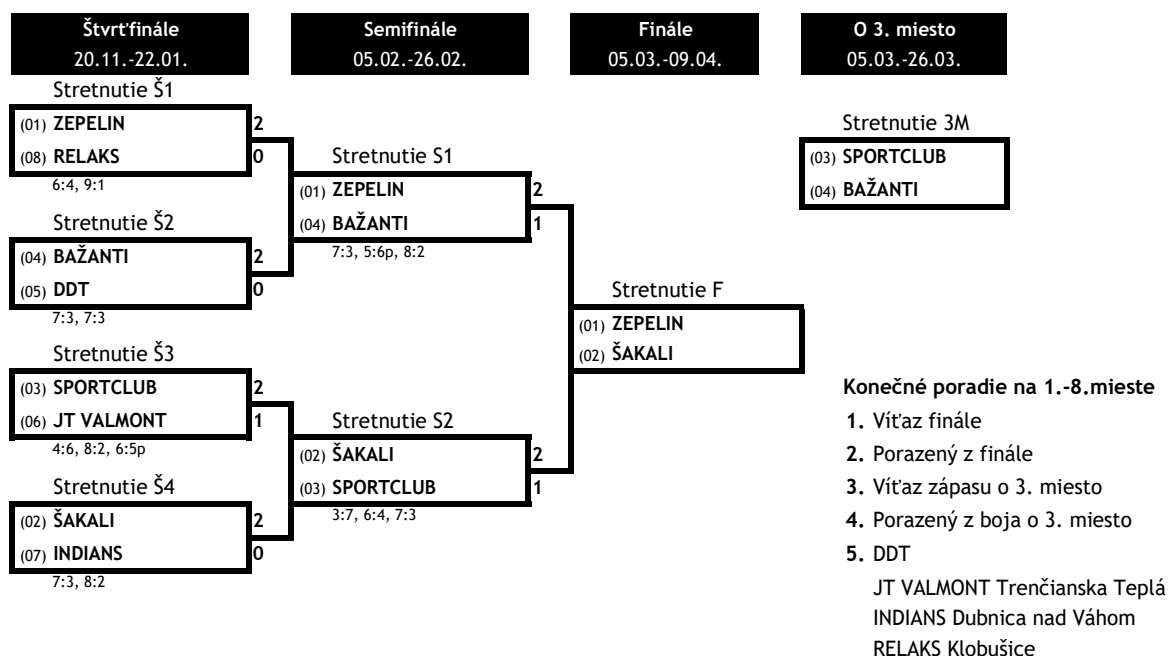 Štvrťfinále
20.11.-22.01.
Semifinále
05.02.-26.02.
Finále
05.03.-09.04.
O 3. miesto
05.03.-26.03.
Stretnutie Š1
(01) ZEPELIN 2
(08) RELAKS 0
6:4, 9:1
Stretnutie Š2
(04) BAŽANTI 2
(05) DDT 0
7:3, 7:3
Stretnutie Š3
(03) SPORTCLUB 2
(06) JT VALMONT 1
4:6, 8:2, 6:5p
Stretnutie Š4
(02) ŠAKALI 2
(07) INDIANS 0
7:3, 8:2
Stretnutie S1
(01) ZEPELIN 2
(04) BAŽANTI 1
7:3, 5:6p, 8:2
Stretnutie S2
(02) ŠAKALI 2
(03) SPORTCLUB 1
3:7, 6:4, 7:3
Stretnutie F
(01) ZEPELIN
(02) ŠAKALI
Stretnutie 3M
(03) SPORTCLUB
(04) BAŽANTI
Konečné poradie na 1.-8.mieste
1. Víťaz finále
2. Porazený z finále
3. Víťaz zápasu o 3. miesto
4. Porazený z boja o 3. miesto
5. DDT
JT VALMONT Trenčianska Teplá
INDIANS Dubnica nad Váhom
RELAKS Klobušice